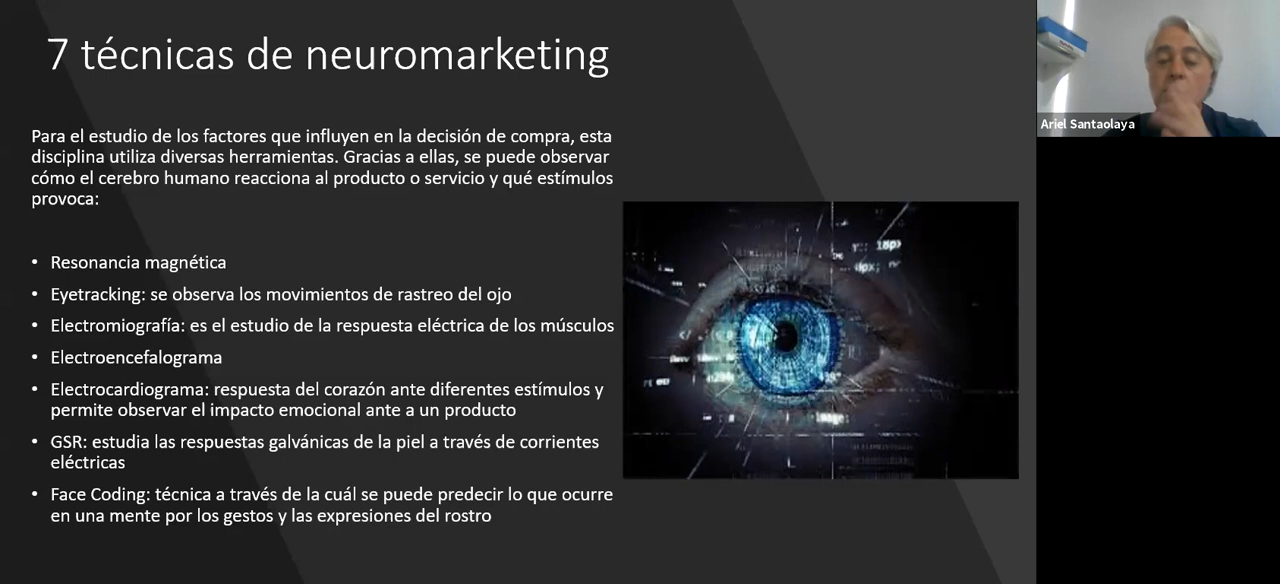 7 técnicas de neuromarketing
Para el estudio de los factores que influyen en la decisión de compra, esta
disciplina utiliza diversas herramientas. Gracias a ellas, se puede observar
cómo el cerebro humano reacciona al producto o servicio y qué estímulos
provoca:
• Resonancia magnética
• Eyetracking: se observa los movimientos de rastreo del ojo
• Electromiografía: es el estudio de la respuesta eléctrica de los músculos
• Electroencefalograma
• Electrocardiograma: respuesta del corazón ante diferentes estímulos y
permite observar el impacto emocional ante a un producto
• GSR: estudia las respuestas galvánicas de la piel a través de corrientes
eléctricas
• Face Coding: técnica a través de la cuál se puede predecir lo que ocurre
en una mente por los gestos y las expresiones del rostro
Ariel Santaolaya